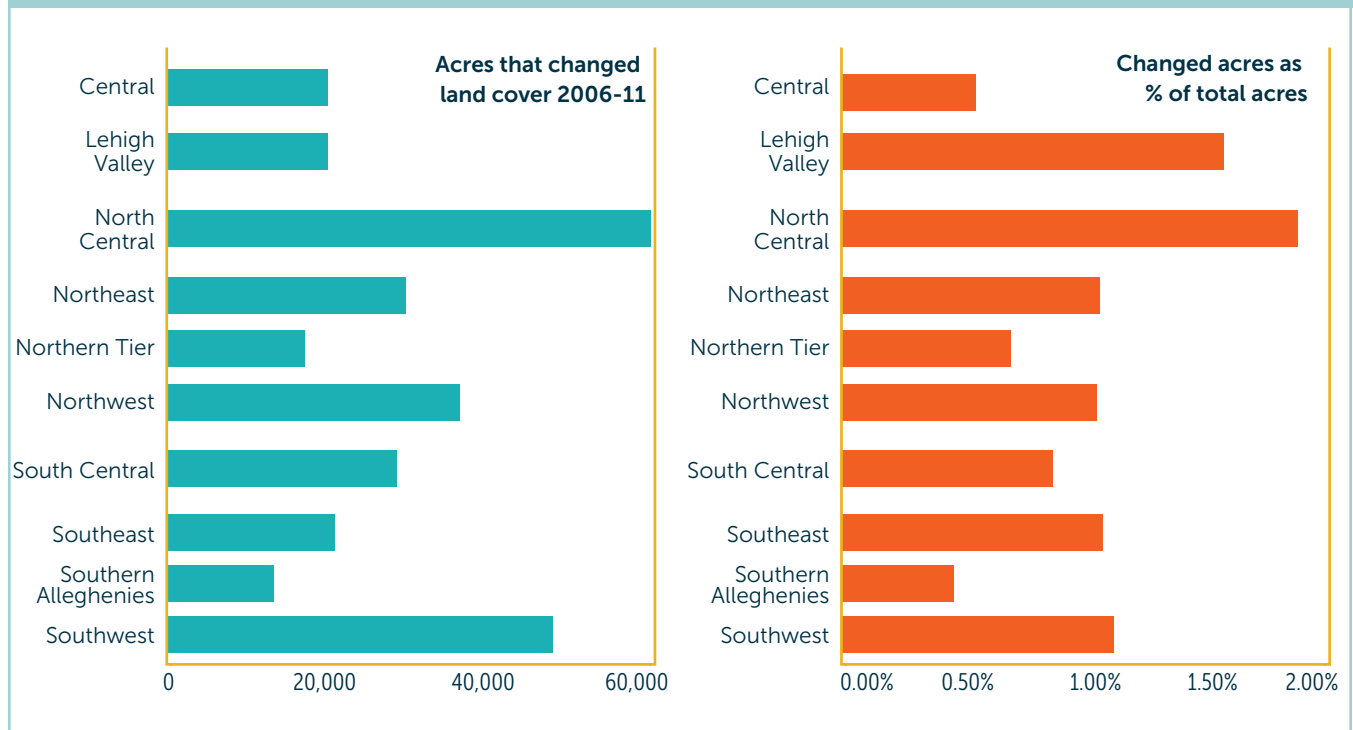 Acres that changed
land cover 2006-11
Central
Lehigh
Valley
North
Central
Northeast
Northern Tier
Northwest
South Central
Southeast
Southern
Alleghenies
Southwest
0
20,000
40,000
60,000
Changed acres as
% of total acres
Central
Lehigh
Valley
North
Central
Northeast
Northern Tier
Northwest
South Central
Southeast
Southern
Alleghenies
Southwest
0.00%
0.50%
1.00%
1.50%
2.00%